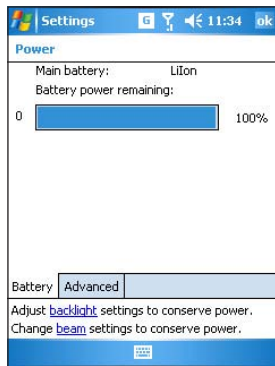 Settings G 11:34 ok
Power
Main battery: LiIon
Battery power remaining:
0 100%
Battery Advanced
Adjust backlight settings to conserve power.
Change beam settings to conserve power.